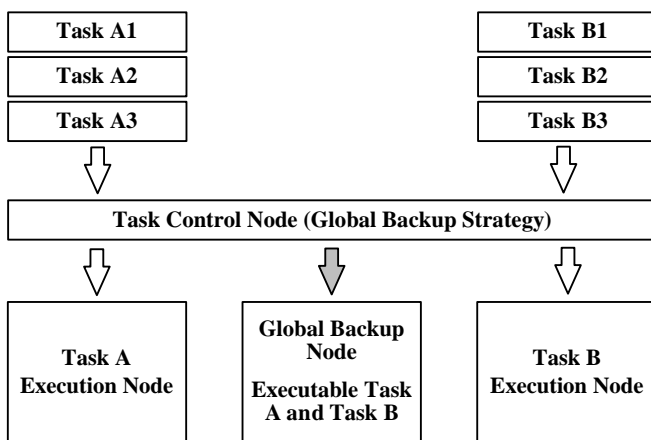 Task A1
Task A2
Task A3
Task B1
Task B2
Task B3
Task Control Node (Global Backup Strategy)
Task A
Execution Node
Global Backup
Node
Executable Task
A and Task B
Task B
Execution Node